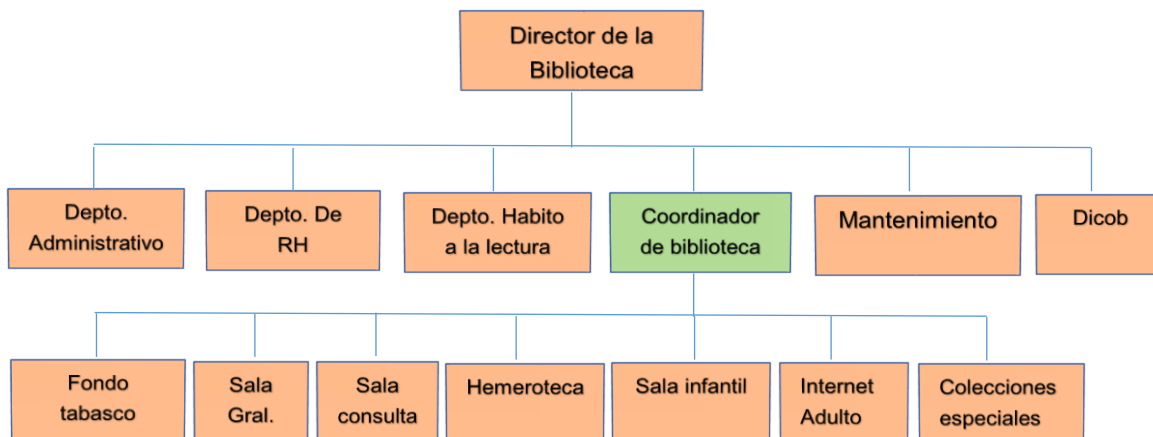 Director de la
Biblioteca
Depto.
Administrativo
Depto. De
RH
Depto. Habito
a la lectura
Coordinador
de biblioteca
Mantenimiento
Dicob
Fondo
tabasco
Sala
Gral.
Sala
consulta
Hemeroteca
Sala infantil
Internet
Adulto
Colecciones
especiales